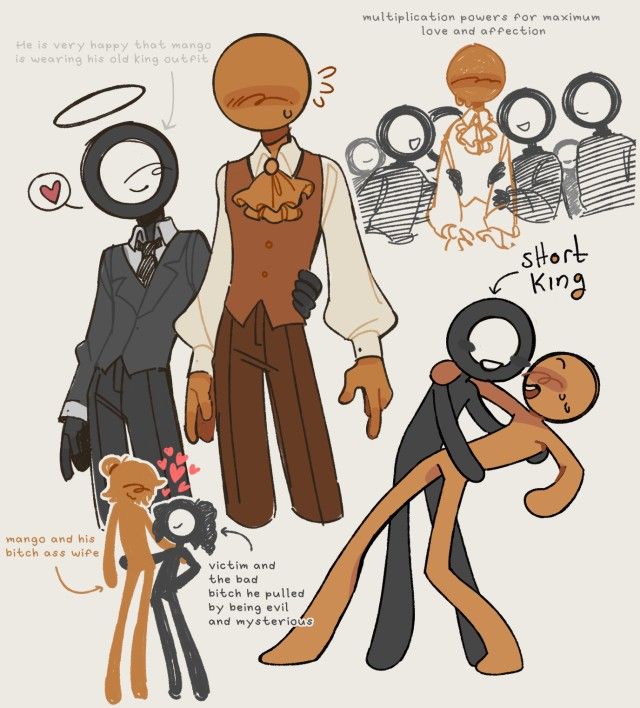 multiplication powers for maximum
love and affection
He is very happy that mango
is wearing his old king outfit
short
king
mango and his
bitch ass wife
victim and
the bad
bitch he pulled
by being evil
and mysterious